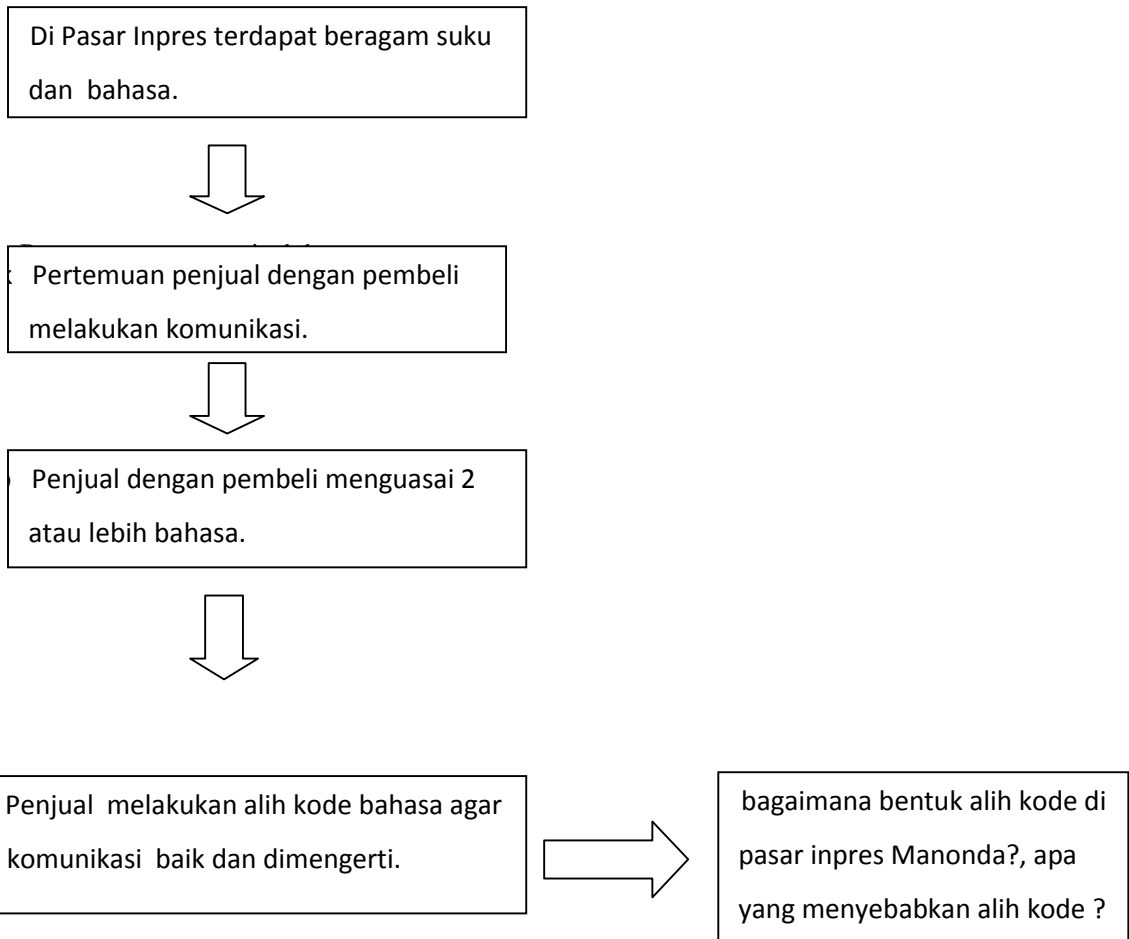 Di Pasar Inpres terdapat beragam suku
dan bahasa.
Pertemuan penjual dengan pembeli
melakukan komunikasi.
Penjual dengan pembeli menguasai 2
atau lebih bahasa.
Penjual melakukan alih kode bahasa agar
komunikasi baik dan dimengerti.
bagaimana bentuk alih kode di
pasar inpres Manonda?, apa
yang menyebabkan alih kode ?